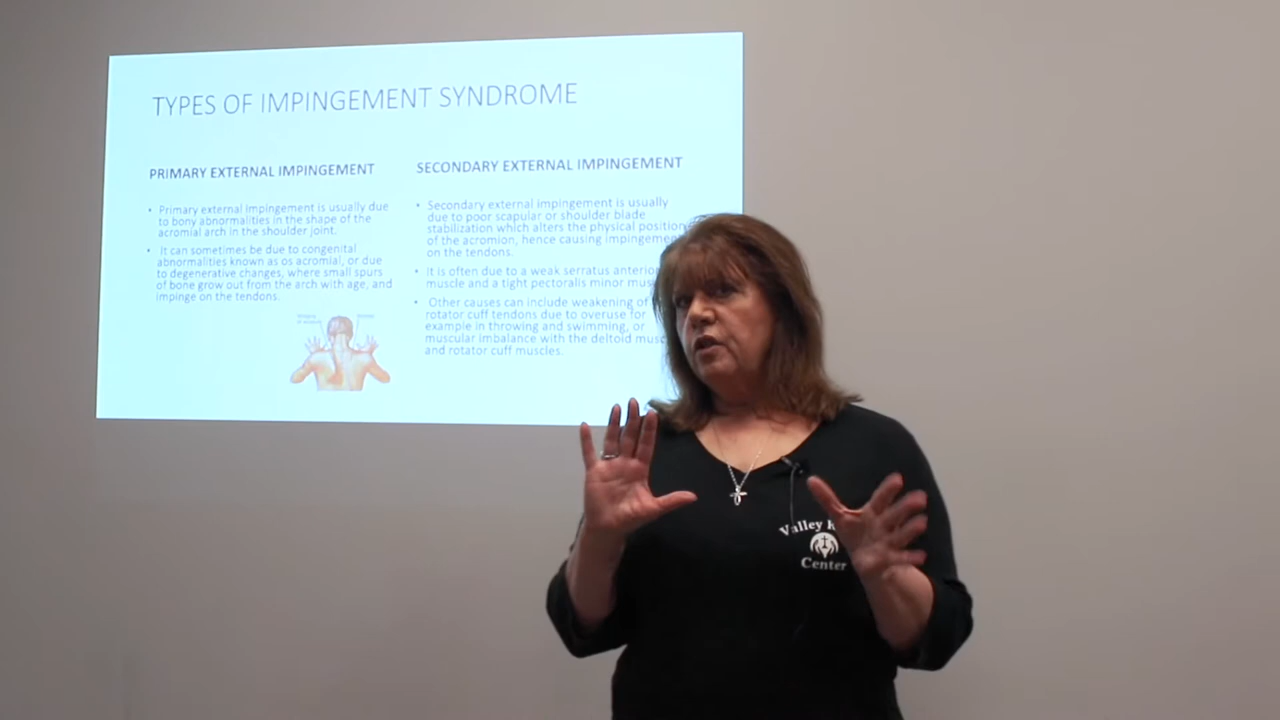 TYPES OF IMPINGEMENT SYNDROME
PRIMARY EXTERNAL IMPINGEMENT
• Primary external impingement is usually due
to bony abnormalities in the shape of the
acromial arch in the shoulder joint.
• It can sometimes be due to congenital
abnormalities known as os acromial, or due
to degenerative changes, where small spurs
of bone grow out from the arch with age, and
impinge on the tendons.
SECONDARY EXTERNAL IMPINGEMENT
• Secondary external impingement is usually
due to poor scapular or shoulder blade
stabilization which alters the physical position
of the acromion, hence causing impingeme
on the tendons.
• It is often due to a weak serratus anterior
muscle and a tight pectoralis minor
• Other causes can include weakening of
rotator cuff tendons due to overuse for
example in throwing and swimming, or
muscular imbalance with the deltoid
and rotator cuff muscles.
Valley
Center